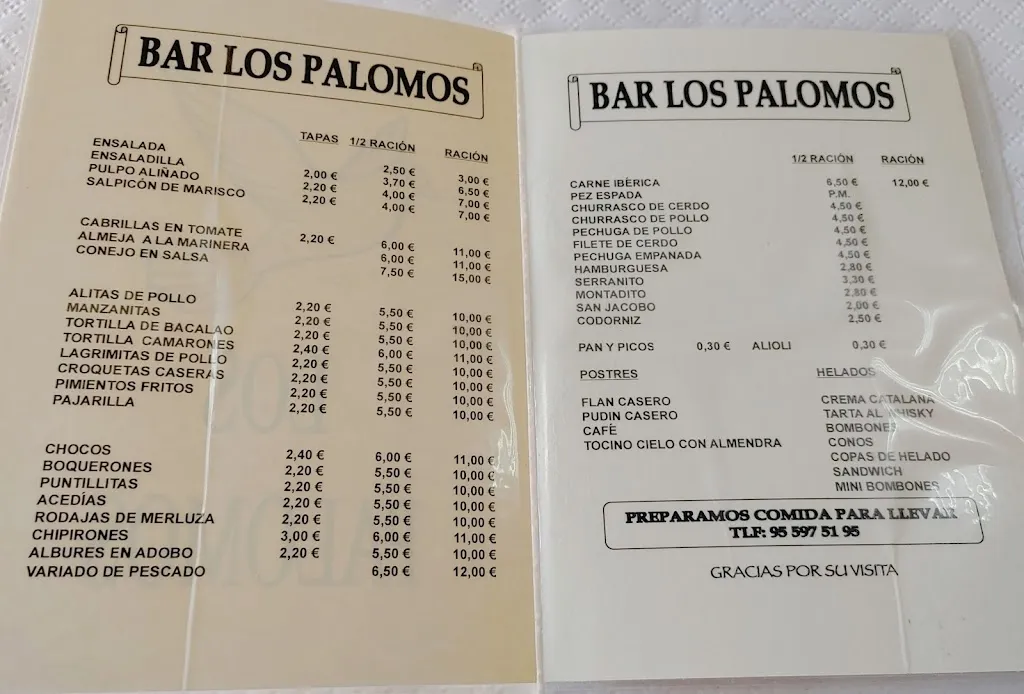 BAR LOS PALOMOS
TAPAS 1/2 RACIÓN RACIÓN
ENSALADA 2,50 € 3,00 €
ENSALADILLA 2,00 € 3,70 € 6,50 €
PULPO ALIÑADO 2,20 € 4,00 € 7,00 €
SALPICÓN DE MARISCO 2,20 € 4,00 € 7,00 €
CABRILLAS EN TOMATE 2,20 € 6,00 € 11,00 €
ALMEJA A LA MARINERA 6,00 € 11,00 €
CONEJO EN SALSA 7,50 € 15,00 €
ALITAS DE POLLO 2,20 € 5,50 € 10,00 €
MANZANITAS 2,20 € 5,50 € 10,00 €
TORTILLA DE BACALAO 2,20 € 5,50 € 10,00 €
TORTILLA CAMARONES 2,40 € 6,00 € 11,00 €
LAGRIMITAS DE POLLO 2,20 € 5,50 € 10,00 €
CROQUETAS CASERAS 2,20 € 5,50 € 10,00 €
PIMIENTOS FRITOS 2,20 € 5,50 € 10,00 €
PAJARILLA 2,20 € 5,50 € 10,00 €
CHOCOS 2,40 € 6,00 € 11,00 €
BOQUERONES 2,20 € 5,50 € 10,00 €
PUNTILLITAS 2,20 € 5,50 € 10,00 €
ACEDÍAS 2,20 € 5,50 € 10,00 €
RODAJAS DE MERLUZA 2,20 € 5,50 € 10,00 €
CHIPIRONES 3,00 € 6,00 € 11,00 €
ALBURES EN ADOBO 2,20 € 5,50 € 10,00 €
VARIADO DE PESCADO 6,50 € 12,00 €
BAR LOS PALOMOS
1/2 RACIÓN RACIÓN
CARNE IBÉRICA 6,50 € 12,00 €
PEZ ESPADA P.M.
CHURRASCO DE CERDO 4,50 €
CHURRASCO DE POLLO 4,50 €
PECHUGA DE POLLO 4,50 €
FILETE DE CERDO 4,50 €
PECHUGA EMPANADA 4,50 €
HAMBURGUESA 2,80 €
SERRANITO 3,30 €
MONTADITO 2,80 €
SAN JACOBO 2,00 €
CODORNIZ 2,50 €
PAN Y PICOS 0,30 € ALIOLI 0,30 €
POSTRES HELADOS
FLAN CASERO CREMA CATALANA
PUDIN CASERO TARTA AL WHISKY
CAFÉ BOMBONES
TOCINO CIELO CON ALMENDRA CONOS
COPAS DE HELADO
SANDWICH
MINI BOMBONES
PREPARAMOS COMIDA PARA LLEVAR
TLF: 95 597 51 95
GRACIAS POR SU VISITA